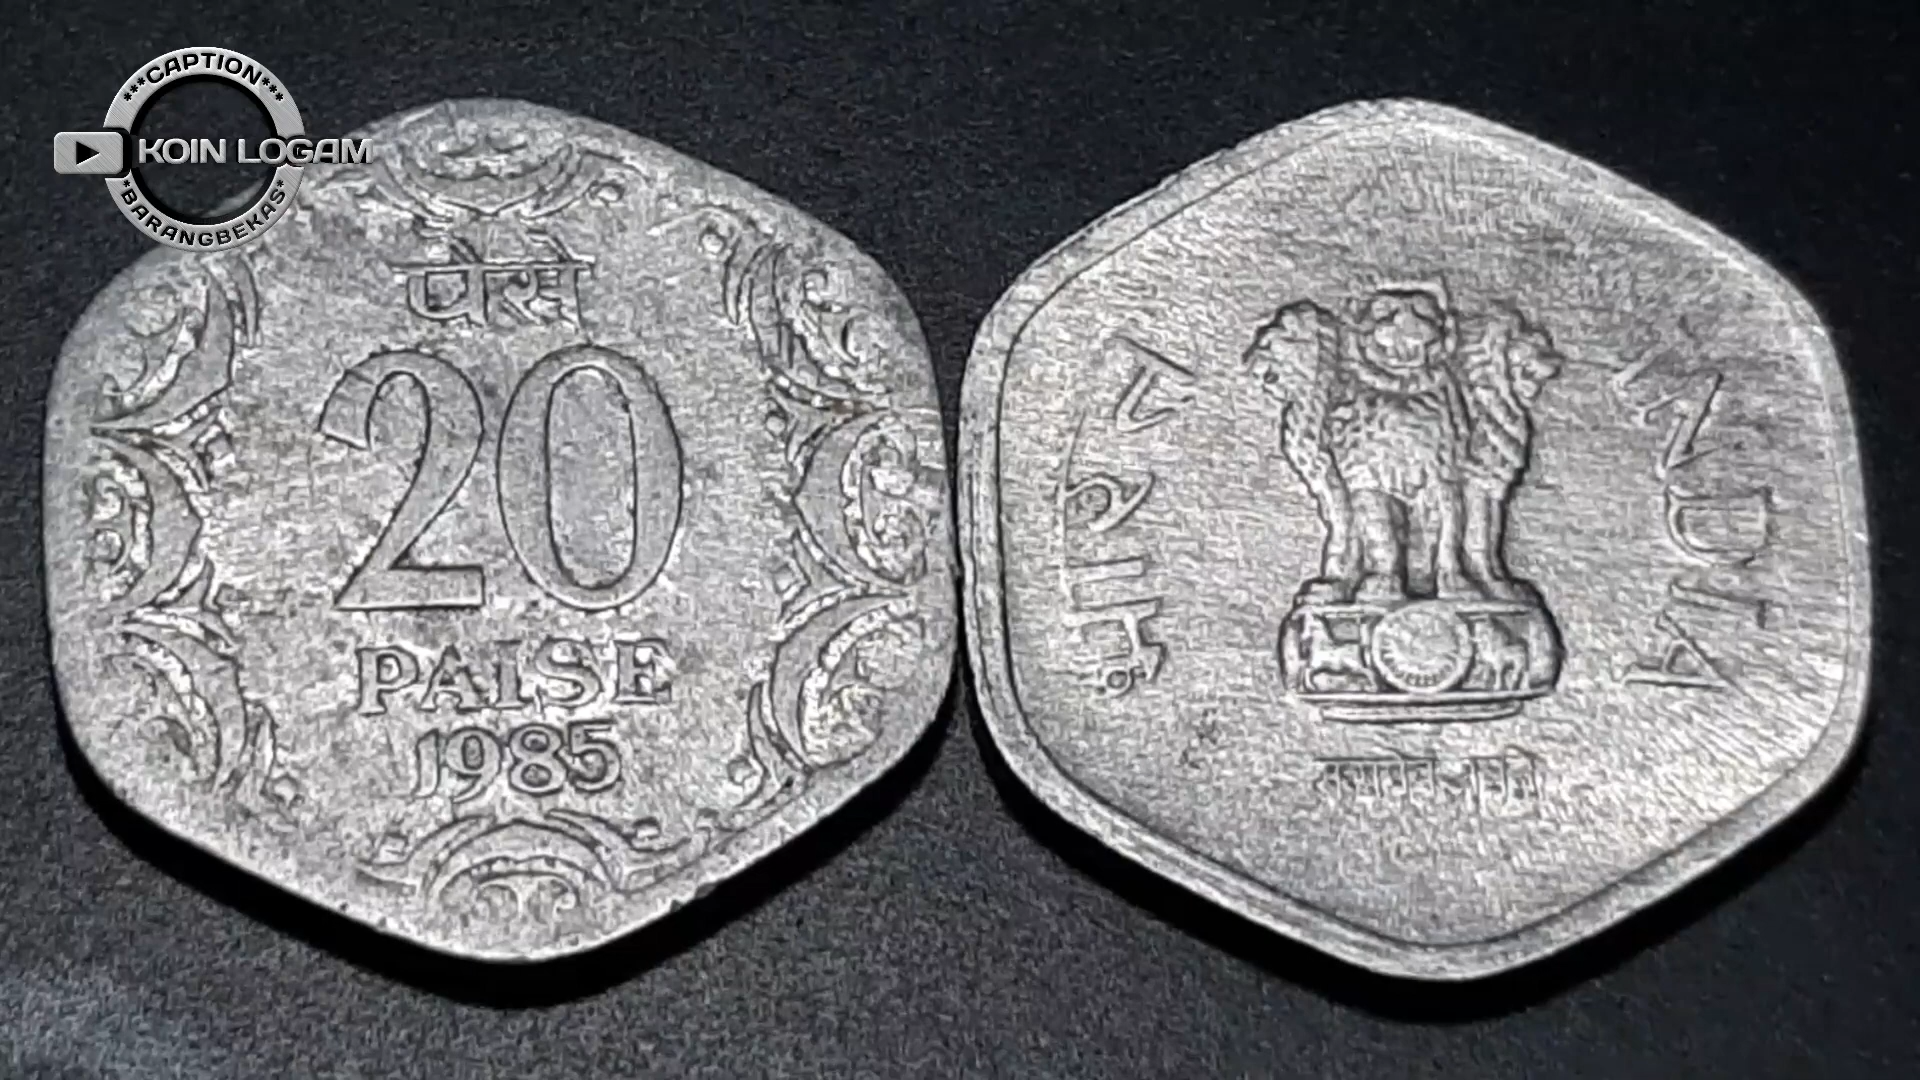 ***CAPTION***
KOIN LOGAM
*BARANGBEKAS*
पैसे
20
PAISE
1985
भारत
INDIA
सत्यमेव जयते